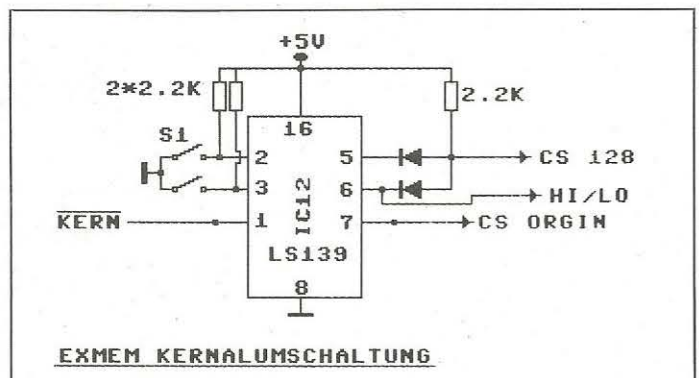 +5V
2*2.2K
2.2K
16
S1
2
5
CS 128
3
6
HI/LO
IC12
KERN
1
7
CS ORGIN
LS139
8
EXMEM KERNALUMSCHALTUNG